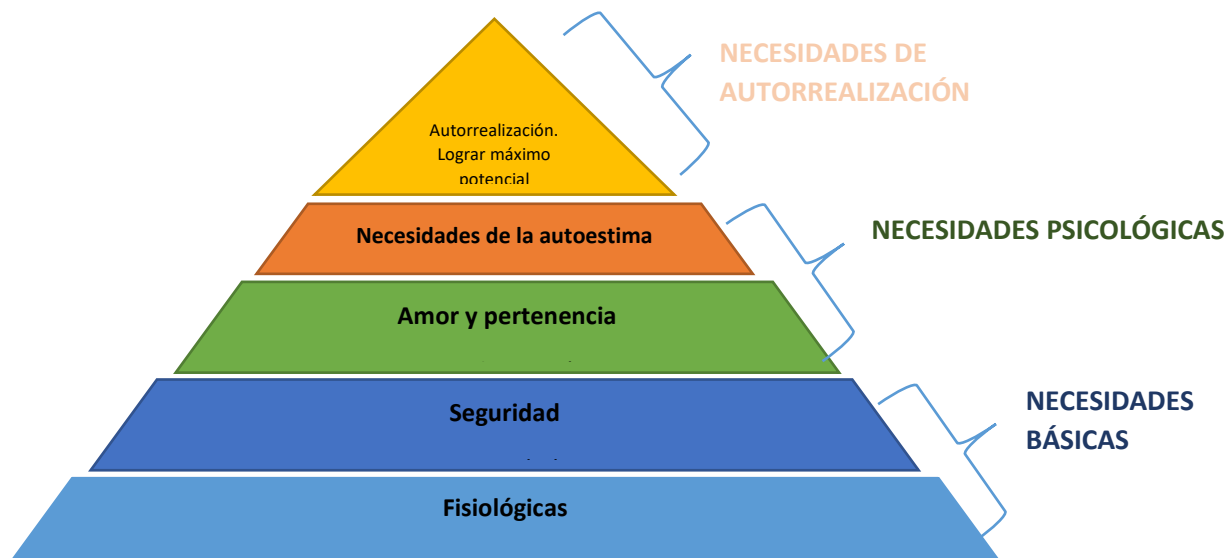 NECESIDADES DE
AUTORREALIZACIÓN
Autorrealización.
Lograr máximo
potencial
Necesidades de la autoestima
NECESIDADES PSICOLÓGICAS
Amor y pertenencia
Seguridad
NECESIDADES
BÁSICAS
Fisiológicas